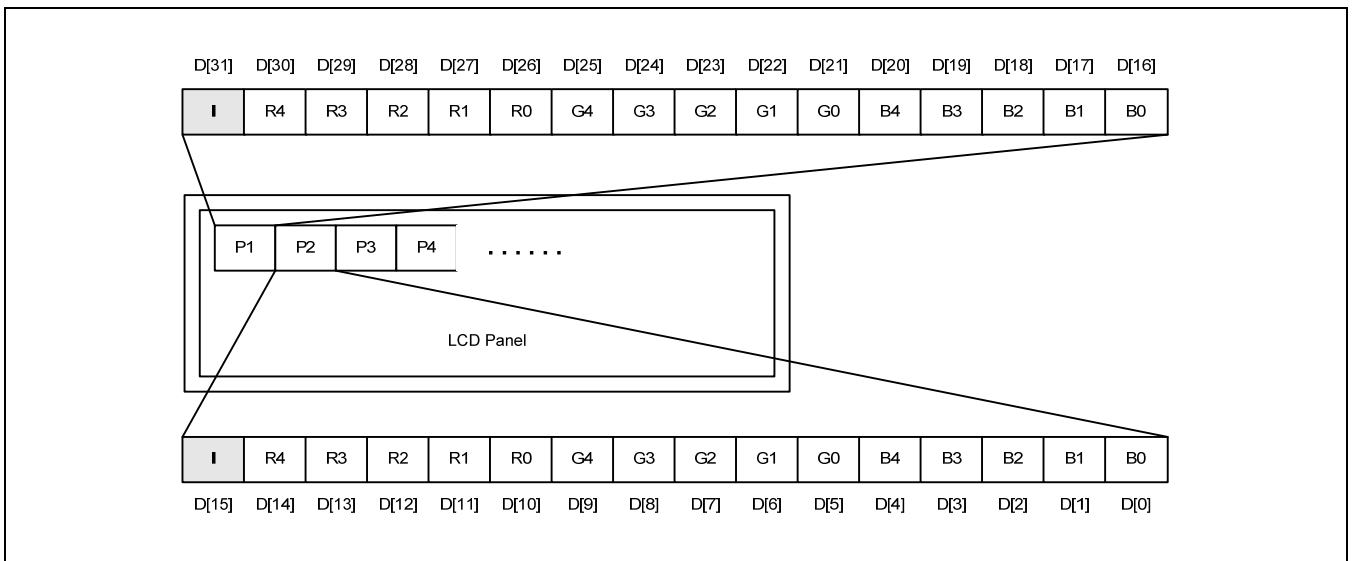 D[31] D[30] D[29] D[28] D[27] D[26] D[25] D[24] D[23] D[22] D[21] D[20] D[19] D[18] D[17] D[16]
I R4 R3 R2 R1 R0 G4 G3 G2 G1 G0 B4 B3 B2 B1 B0
P1 P2 P3 P4 ......
LCD Panel
I R4 R3 R2 R1 R0 G4 G3 G2 G1 G0 B4 B3 B2 B1 B0
D[15] D[14] D[13] D[12] D[11] D[10] D[9] D[8] D[7] D[6] D[5] D[4] D[3] D[2] D[1] D[0]